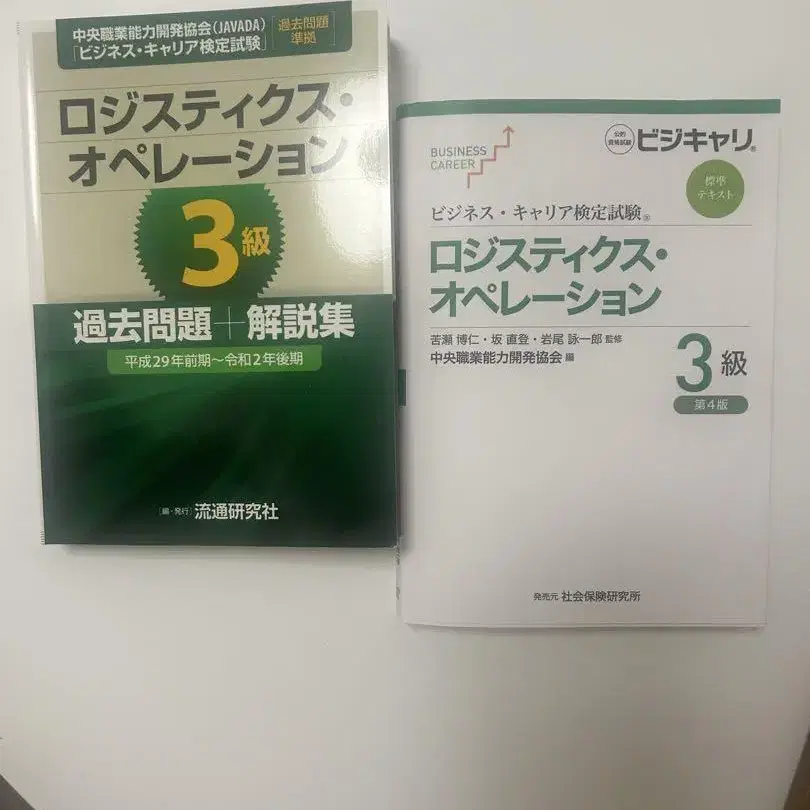 中央職業能力開発協会(JAVADA)
「ビジネス・キャリア検定試験」
過去問題
準拠
ロジスティクス・
オペレーション
3級
過去問題+解説集
平成29年前期～令和2年後期
[編・発行] 流通研究社
BUSINESS
CAREER
公的
資格試験
ビジキャリ®
標準
テキスト
ビジネス・キャリア検定試験®
ロジスティクス・
オペレーション
苦瀬 博仁・坂 直登・岩尾 詠一郎 監修
中央職業能力開発協会 編
3級
第4版
発売元 社会保険研究所